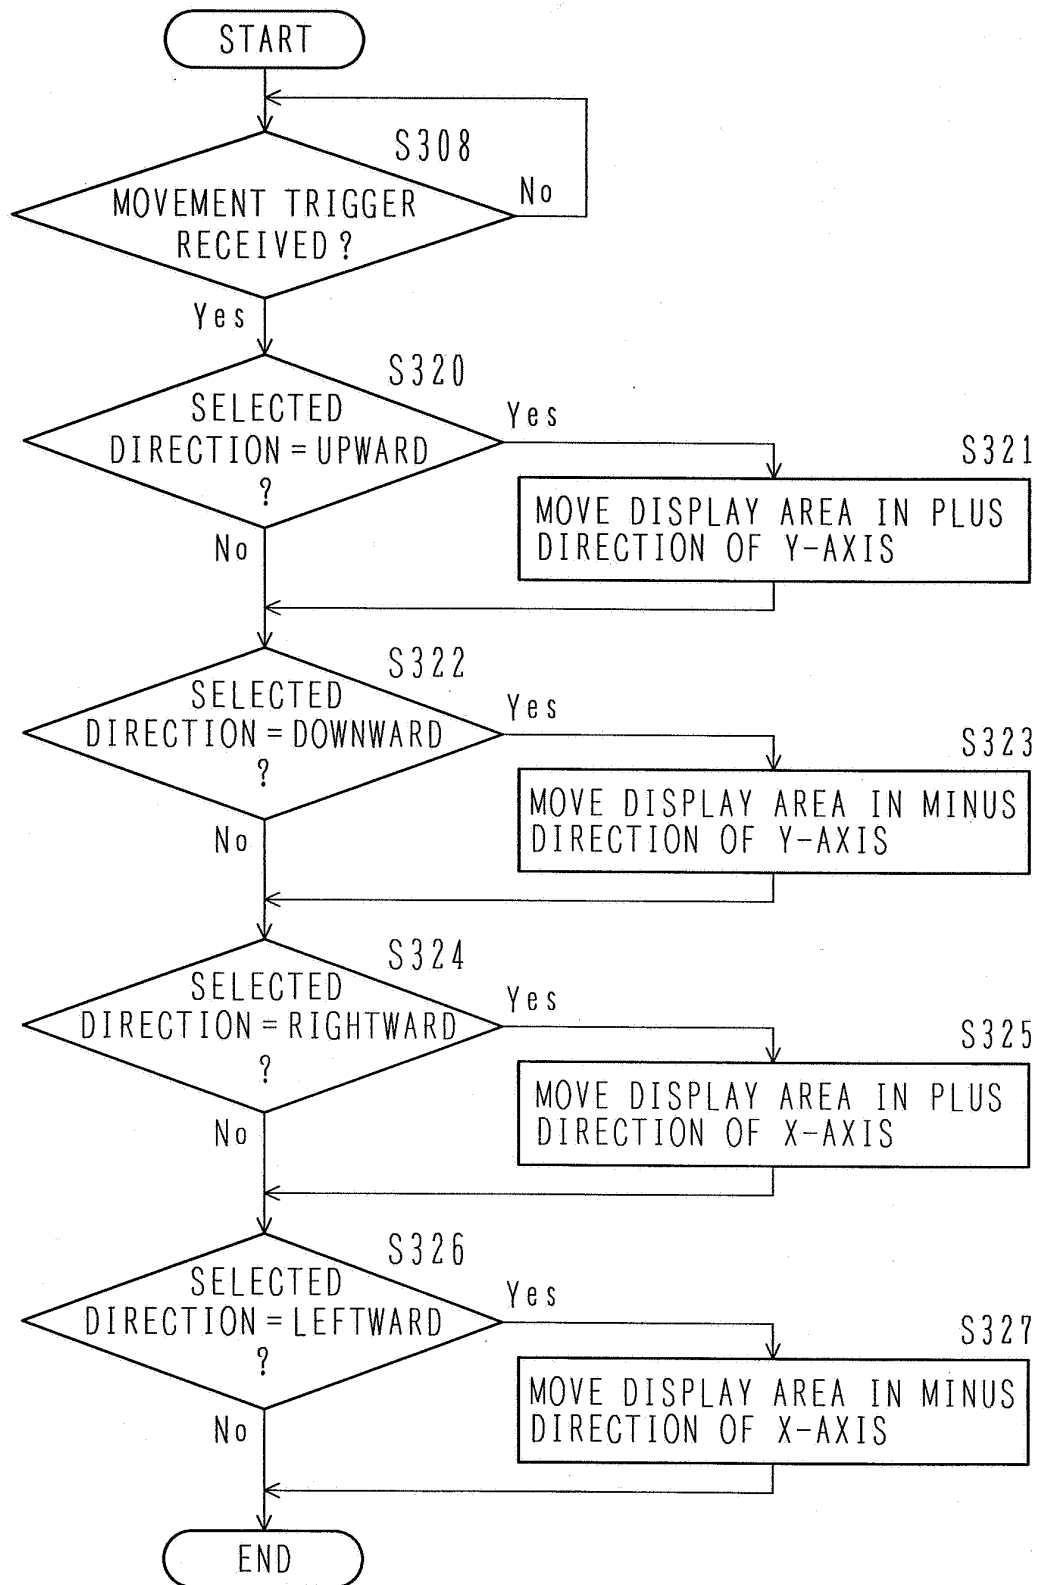 START
S308
MOVEMENT TRIGGER
RECEIVED?
No
Yes
S320
SELECTED
DIRECTION=UPWARD
?
Yes
No
S321
MOVE DISPLAY AREA IN PLUS
DIRECTION OF Y-AXIS
S322
SELECTED
DIRECTION=DOWNWARD
?
Yes
No
S323
MOVE DISPLAY AREA IN MINUS
DIRECTION OF Y-AXIS
S324
SELECTED
DIRECTION=RIGHTWARD
?
Yes
No
S325
MOVE DISPLAY AREA IN PLUS
DIRECTION OF X-AXIS
S326
SELECTED
DIRECTION=LEFTWARD
?
Yes
No
S327
MOVE DISPLAY AREA IN MINUS
DIRECTION OF X-AXIS
END